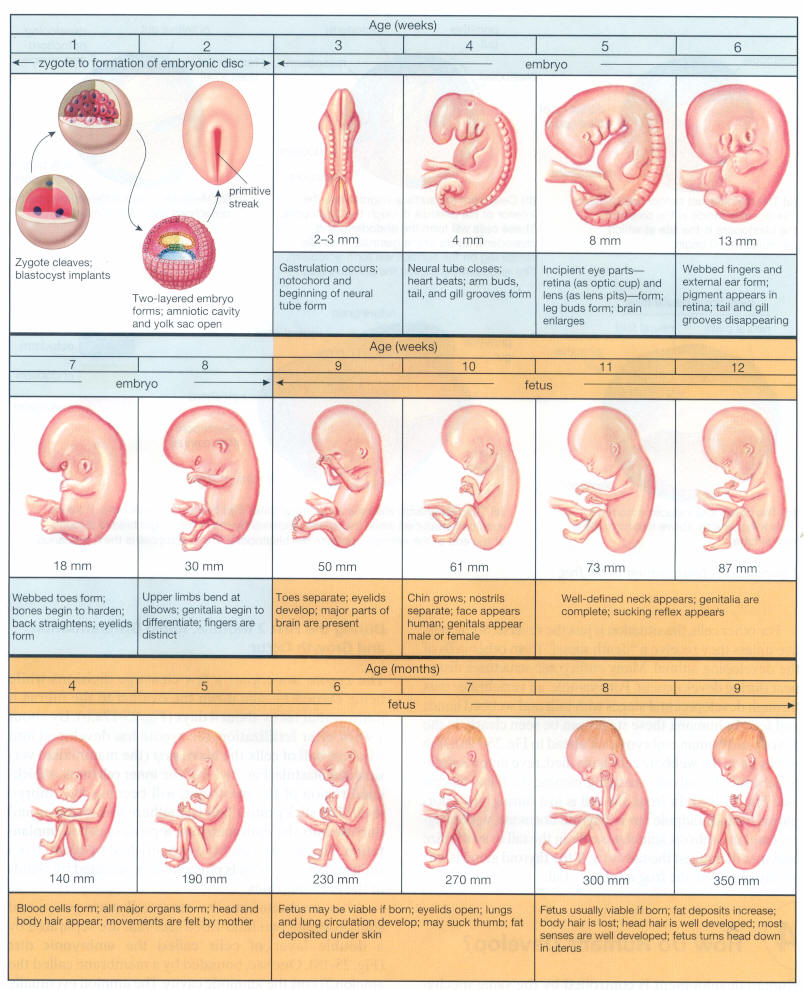 Age (weeks)
1 2 3 4 5 6
zygote to formation of embryonic disc embryo
primitive
streak
Zygote cleaves;
blastocyst implants
Two-layered embryo
forms; amniotic cavity
and yolk sac open
2–3 mm 4 mm 8 mm 13 mm
Gastrulation occurs;
notochord and
beginning of neural
tube form
Neural tube closes;
heart beats; arm buds,
tail, and gill grooves form
Incipient eye parts—
retina (as optic cup) and
lens (as lens pits)—form;
leg buds form; brain
enlarges
Webbed fingers and
external ear form;
pigment appears in
retina; tail and gill
grooves disappearing
Age (weeks)
7 8 9 10 11 12
embryo fetus
18 mm 30 mm 50 mm 61 mm 73 mm 87 mm
Webbed toes form;
bones begin to harden;
back straightens; eyelids
form
Upper limbs bend at
elbows; genitalia begin to
differentiate; fingers are
distinct
Toes separate; eyelids
develop; major parts of
brain are present
Chin grows; nostrils
separate; face appears
human; genitals appear
male or female
Well-defined neck appears; genitalia are
complete; sucking reflex appears
Age (months)
4 5 6 7 8 9
fetus
140 mm 190 mm 230 mm 270 mm 300 mm 350 mm
Blood cells form; all major organs form; head and
body hair appear; movements are felt by mother
Fetus may be viable if born; eyelids open; lungs
and lung circulation develop; may suck thumb; fat
deposited under skin
Fetus usually viable if born; fat deposits increase;
body hair is lost; head hair is well developed; most
senses are well developed; fetus turns head down
in uterus